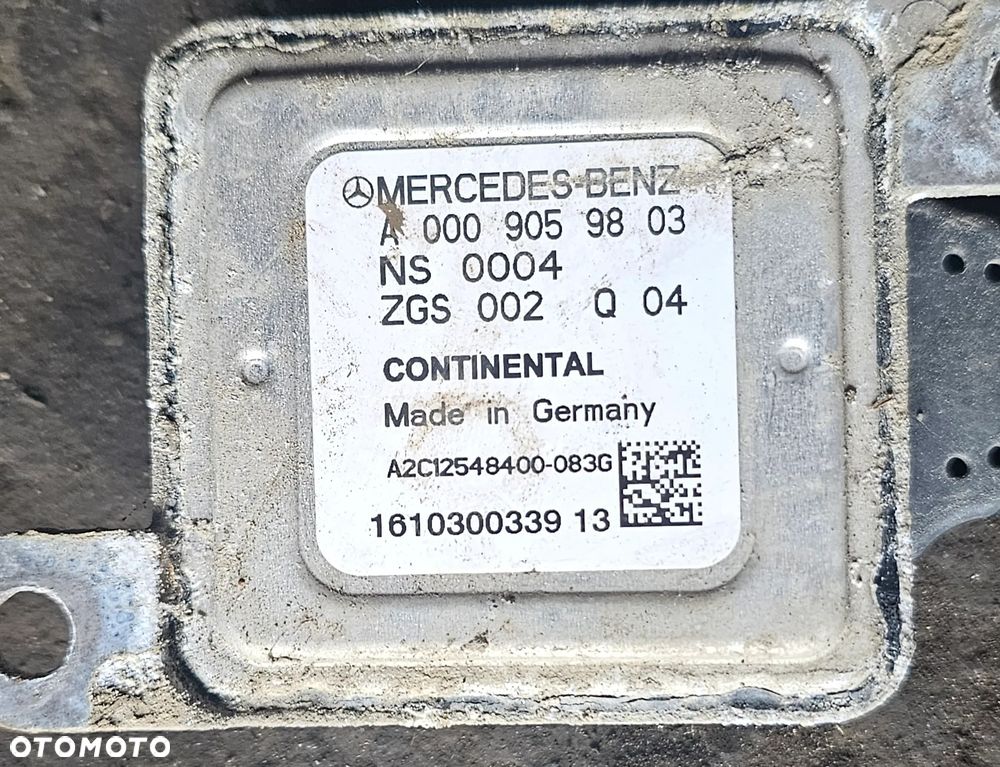 MERCEDES-BENZ
A 000 905 98 03
NS 0004
ZGS 002 Q 04
CONTINENTAL
Made in Germany
A2C12548400-083G
1610300339 13
OTOMOTO